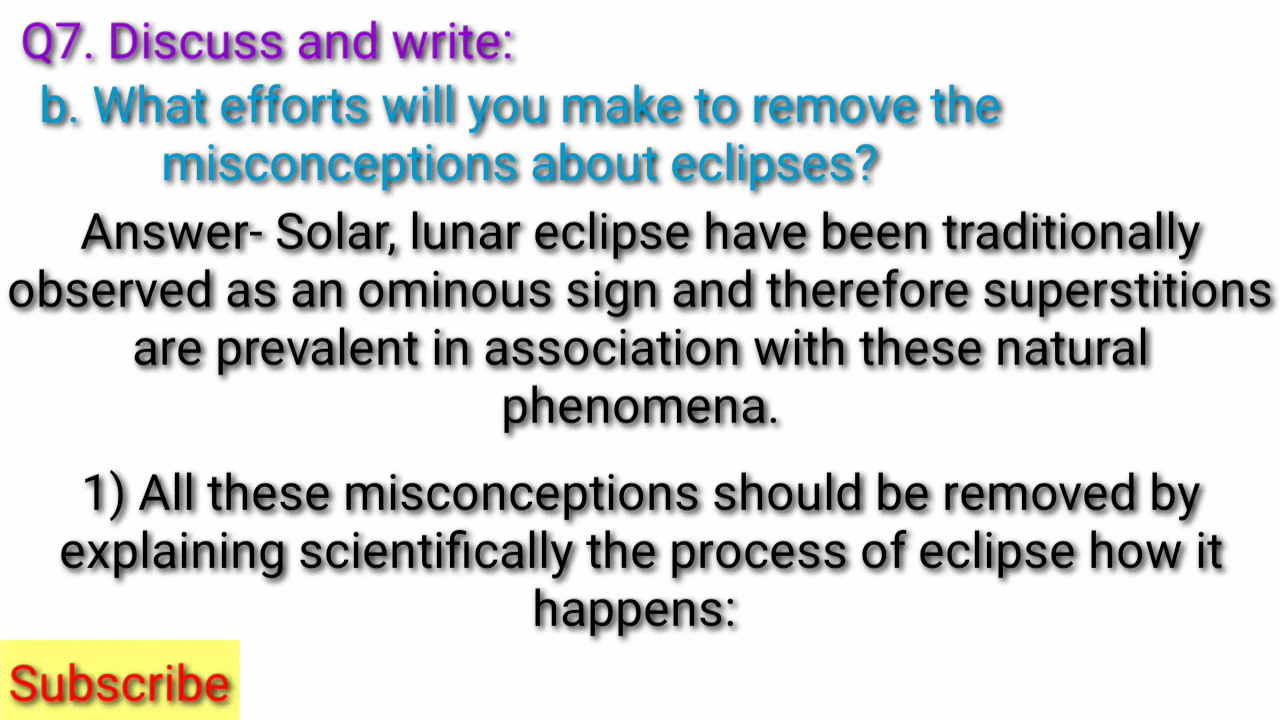 Q7. Discuss and write:
b. What efforts will you make to remove the
misconceptions about eclipses?
Answer- Solar, lunar eclipse have been traditionally
observed as an ominous sign and therefore superstitions
are prevalent in association with these natural
phenomena.
1) All these misconceptions should be removed by
explaining scientifically the process of eclipse how it
happens:
Subscribe